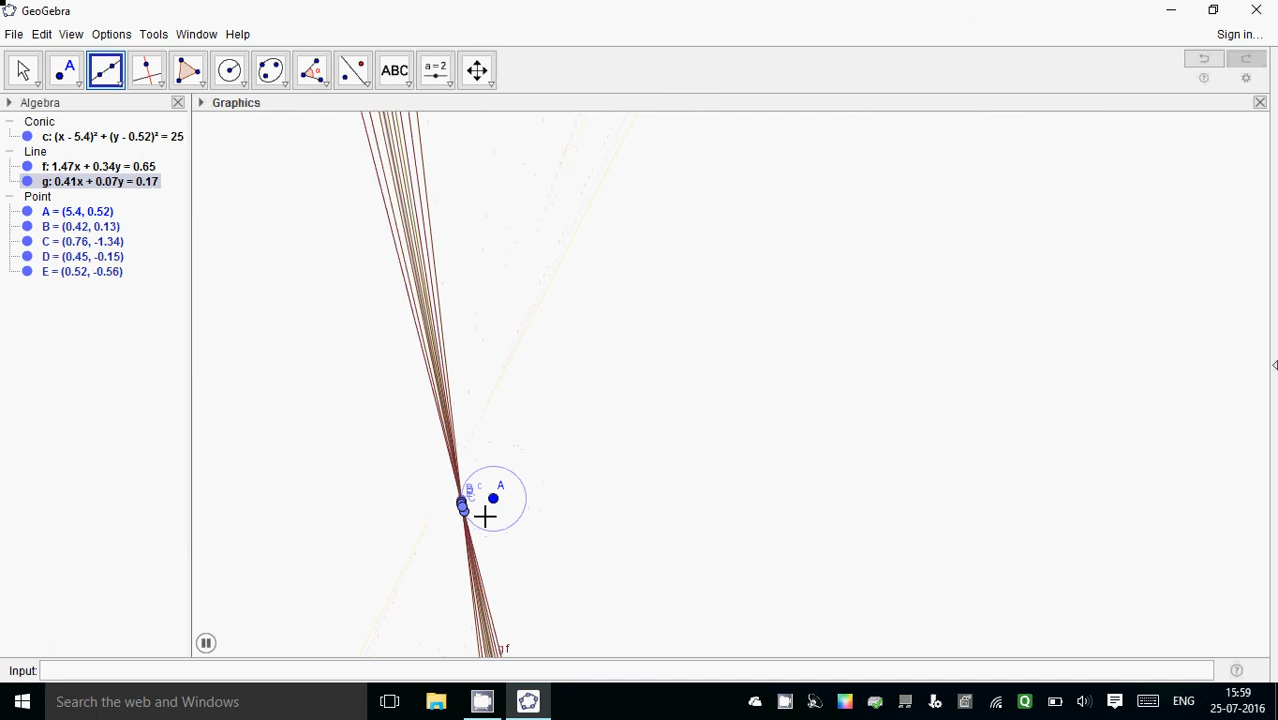 GeoGebra
File Edit View Options Tools Window Help
Sign in...
A
α
ABC
a=2
Algebra
Graphics
Conic
c: (x - 5.4)² + (y - 0.52)² = 25
Line
f: 1.47x + 0.34y = 0.65
g: 0.41x + 0.07y = 0.17
Point
A = (5.4, 0.52)
B = (0.42, 0.13)
C = (0.76, -1.34)
D = (0.45, -0.15)
E = (0.52, -0.56)
c A
C
g f
Input:
Search the web and Windows
ENG
15:59
25-07-2016